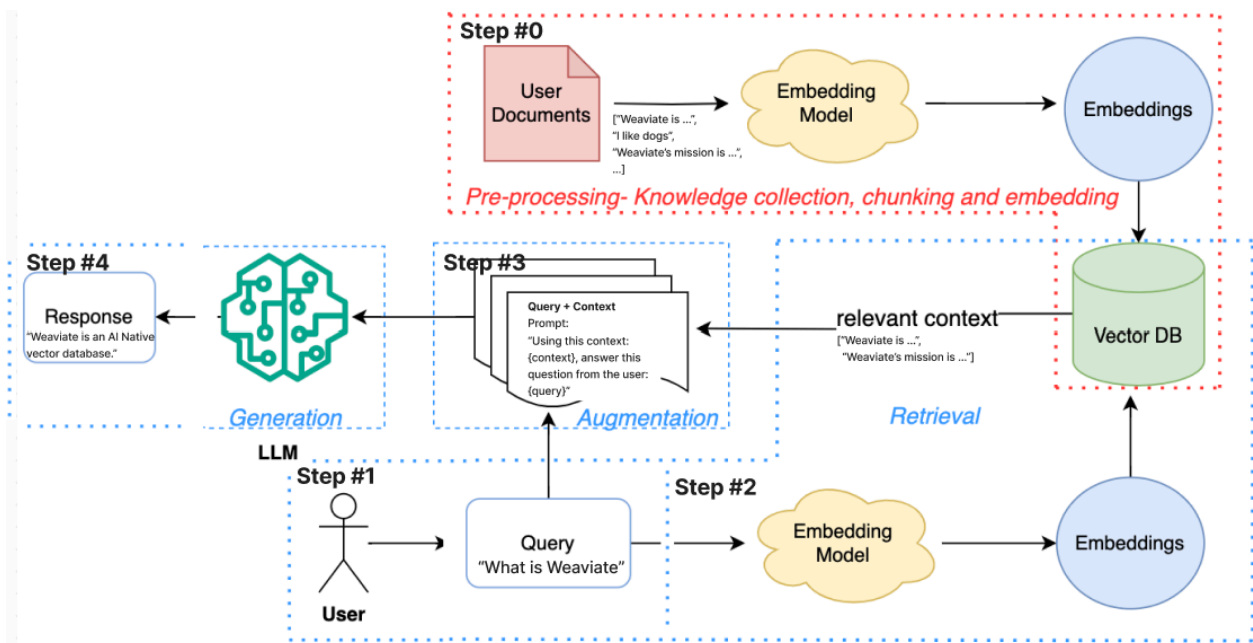 Step #0
User
Documents
["Weaviate is ...",
"I like dogs",
"Weaviate's mission is ...",
...]
Embedding
Model
Embeddings
Pre-processing- Knowledge collection, chunking and embedding
Step #4
Response
"Weaviate is an AI Native
vector database."
Generation
LLM
Step #3
Query + Context
Prompt:
"Using this context:
{context}, answer this
question from the user:
{query}"
Augmentation
relevant context
["Weaviate is ...",
"Weaviate's mission is ..."]
Vector DB
Retrieval
Step #1
User
Query
"What is Weaviate"
Step #2
Embedding
Model
Embeddings